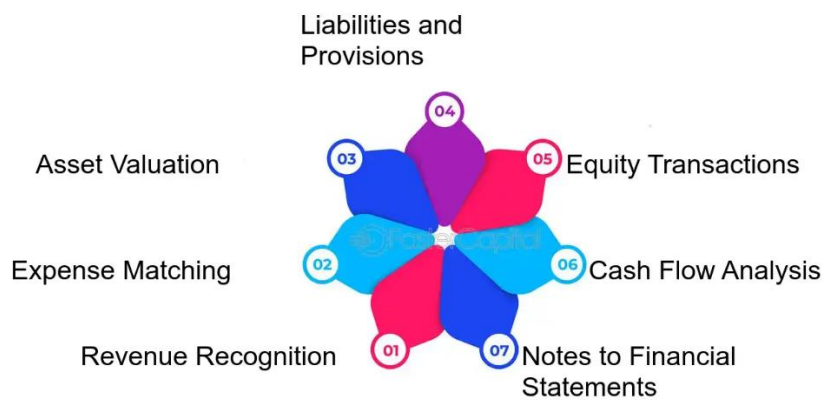 Liabilities and
Provisions
04
03
05
Asset Valuation
Equity Transactions
FasterCapital
Expense Matching
02
06
Cash Flow Analysis
Revenue Recognition
01
07
Notes to Financial
Statements